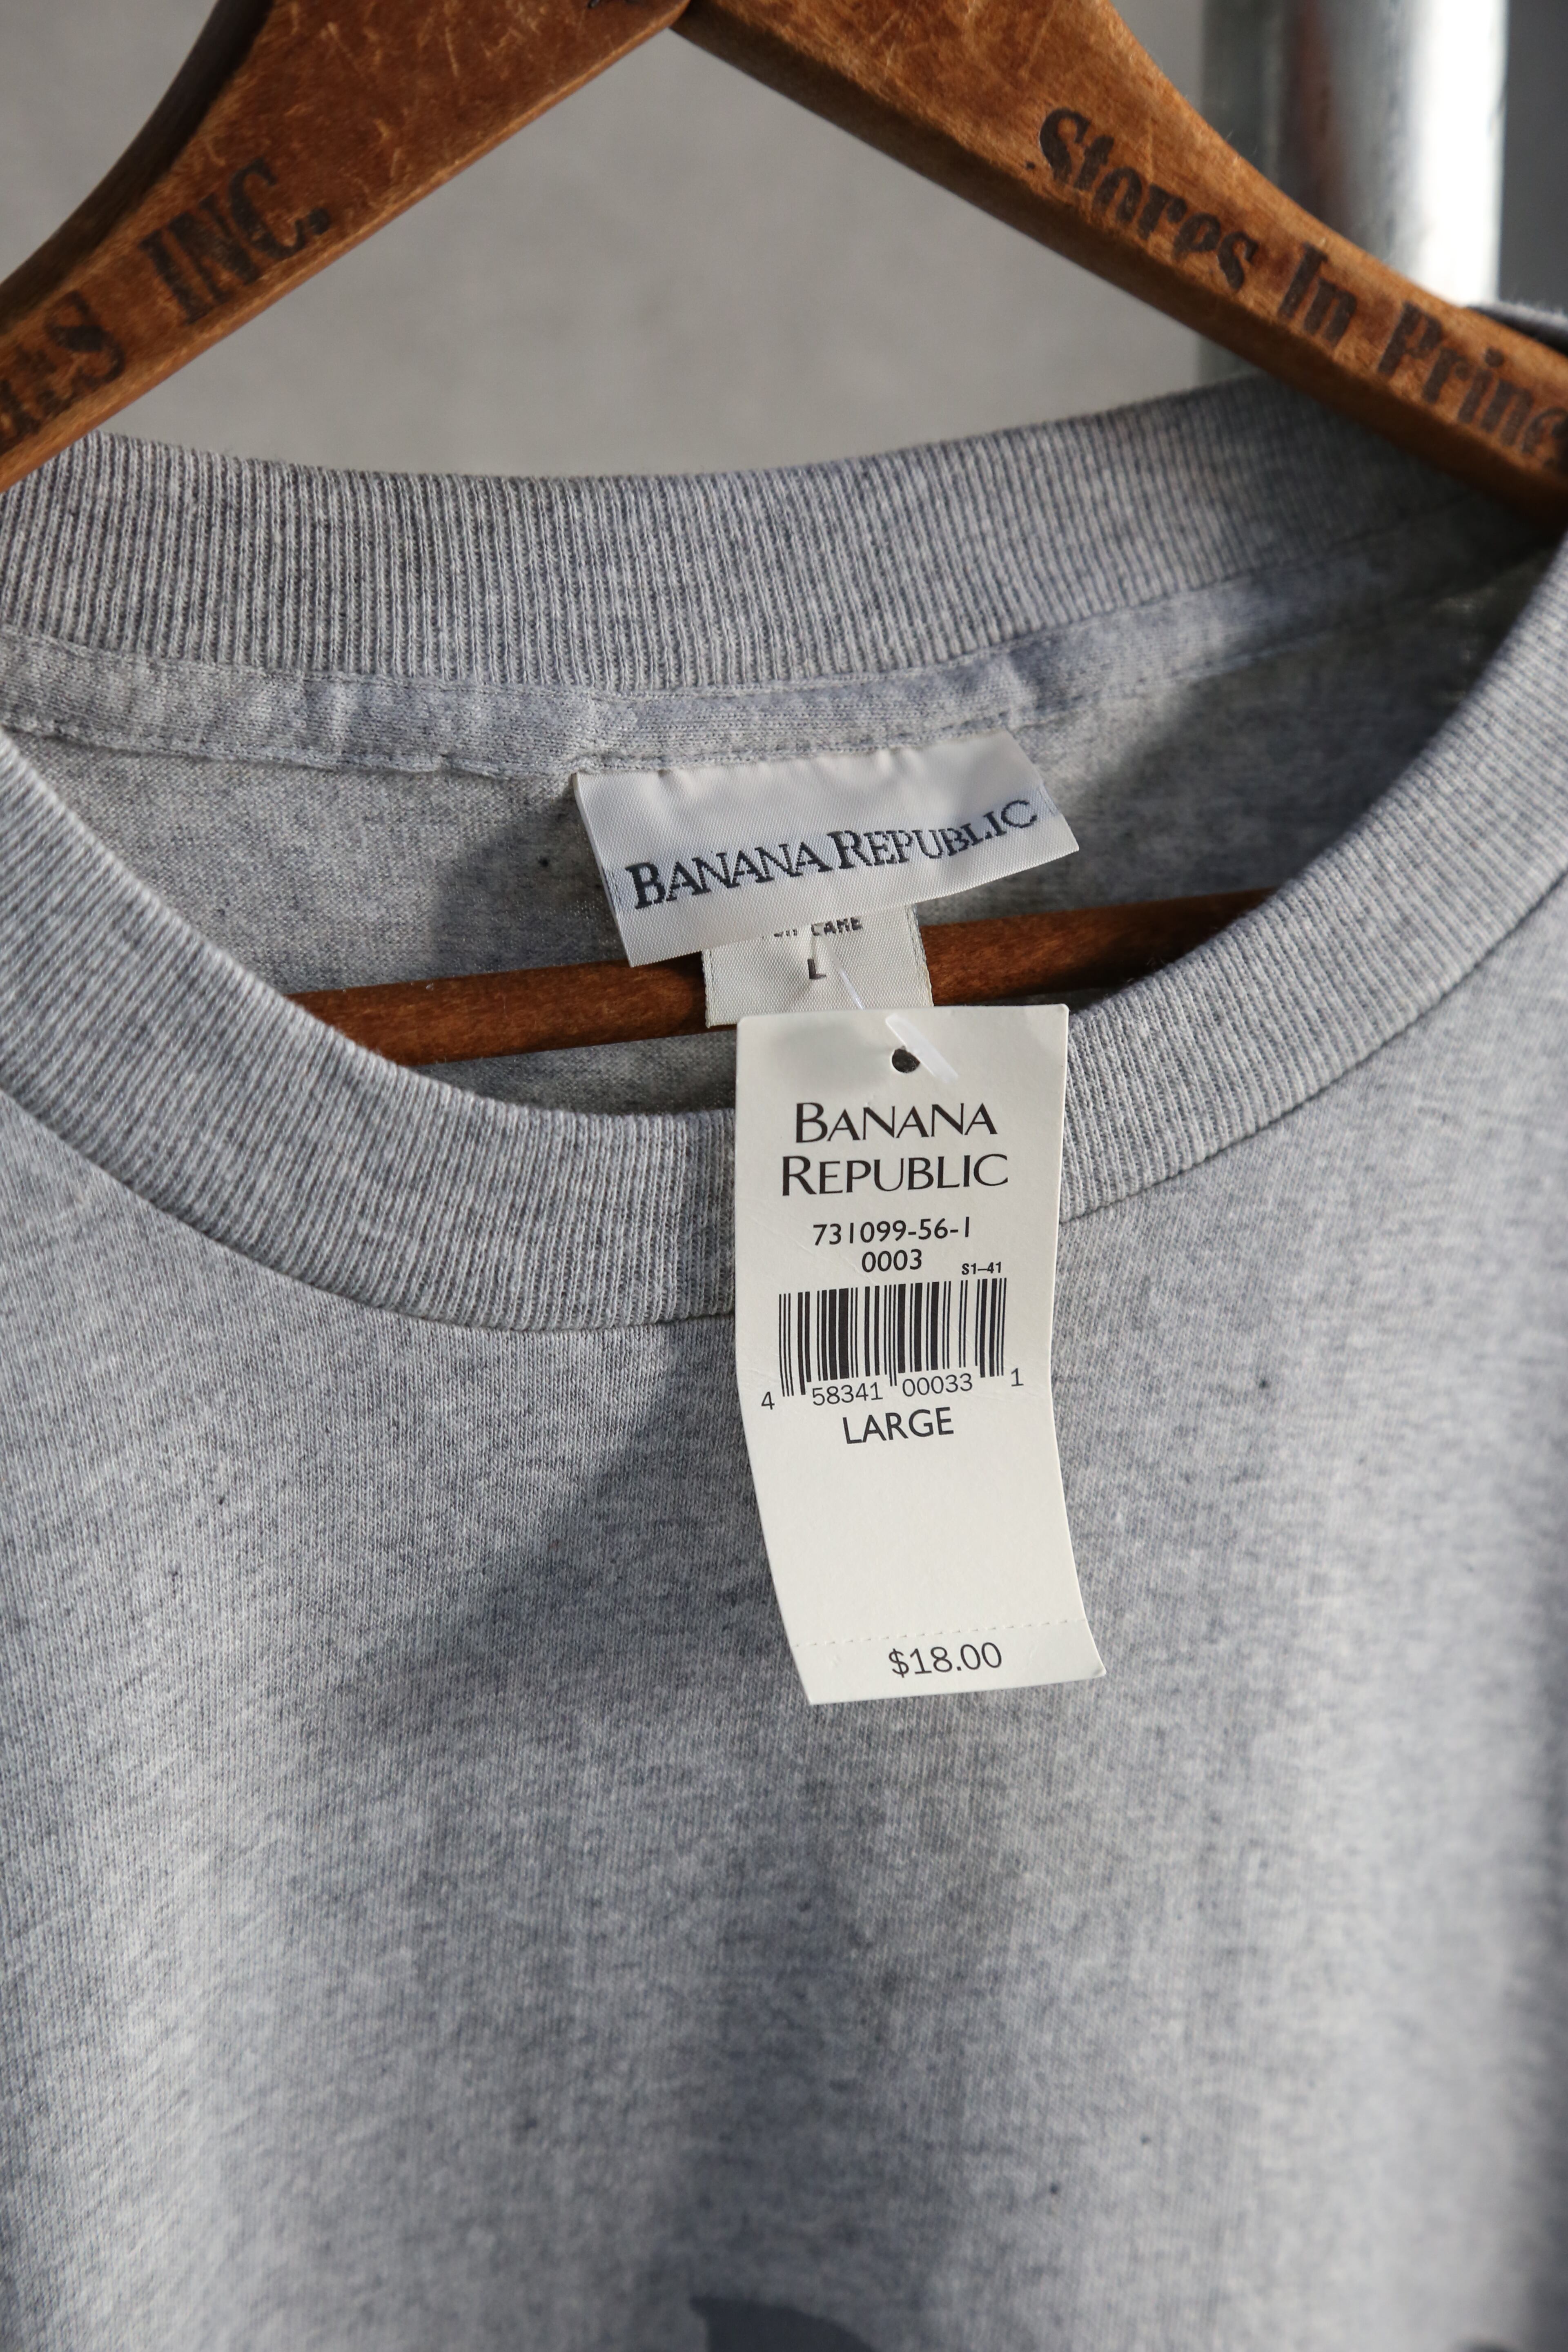 INC.
Stores In
BANANA REPUBLIC
CARE
L
BANANA
REPUBLIC
731099-56-1
0003
S1-41
4 58341 00033 1
LARGE
$18.00